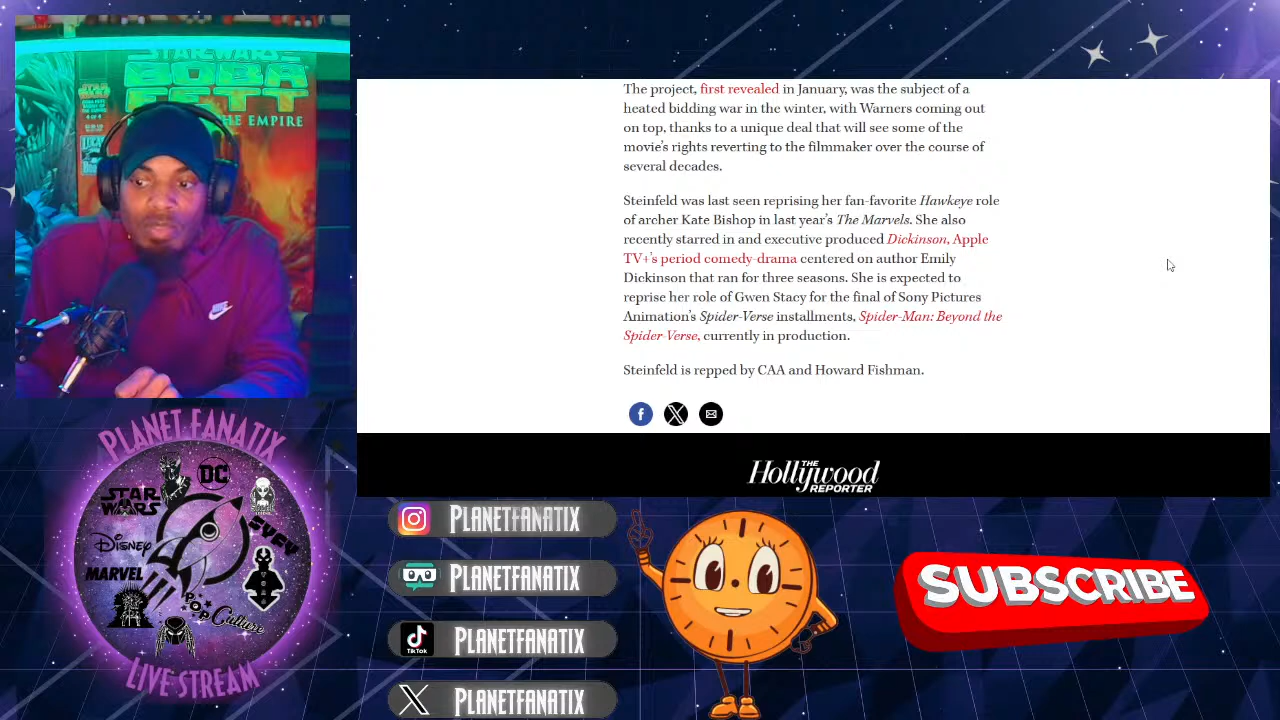 STAR WARS
BOBA
FETT
THE EMPIRE
The project, first revealed in January, was the subject of a
heated bidding war in the winter, with Warners coming out
on top, thanks to a unique deal that will see some of the
movie's rights reverting to the filmmaker over the course of
several decades.
Steinfeld was last seen reprising her fan-favorite Hawkeye role
of archer Kate Bishop in last year's The Marvels. She also
recently starred in and executive produced Dickinson, Apple
TV+'s period comedy-drama centered on author Emily
Dickinson that ran for three seasons. She is expected to
reprise her role of Gwen Stacy for the final of Sony Pictures
Animation's Spider-Verse installments, Spider-Man: Beyond the
Spider-Verse, currently in production.
Steinfeld is repped by CAA and Howard Fishman.
THE
Hollywood
REPORTER
PLANET FANATIX
DC
STAR
WARS
DISNEY
MARVEL
POP
Culture
LIVE STREAM
PLANETFANATIX
PLANETFANATIX
TikTok
PLANETFANATIX
PLANETFANATIX
SUBSCRIBE